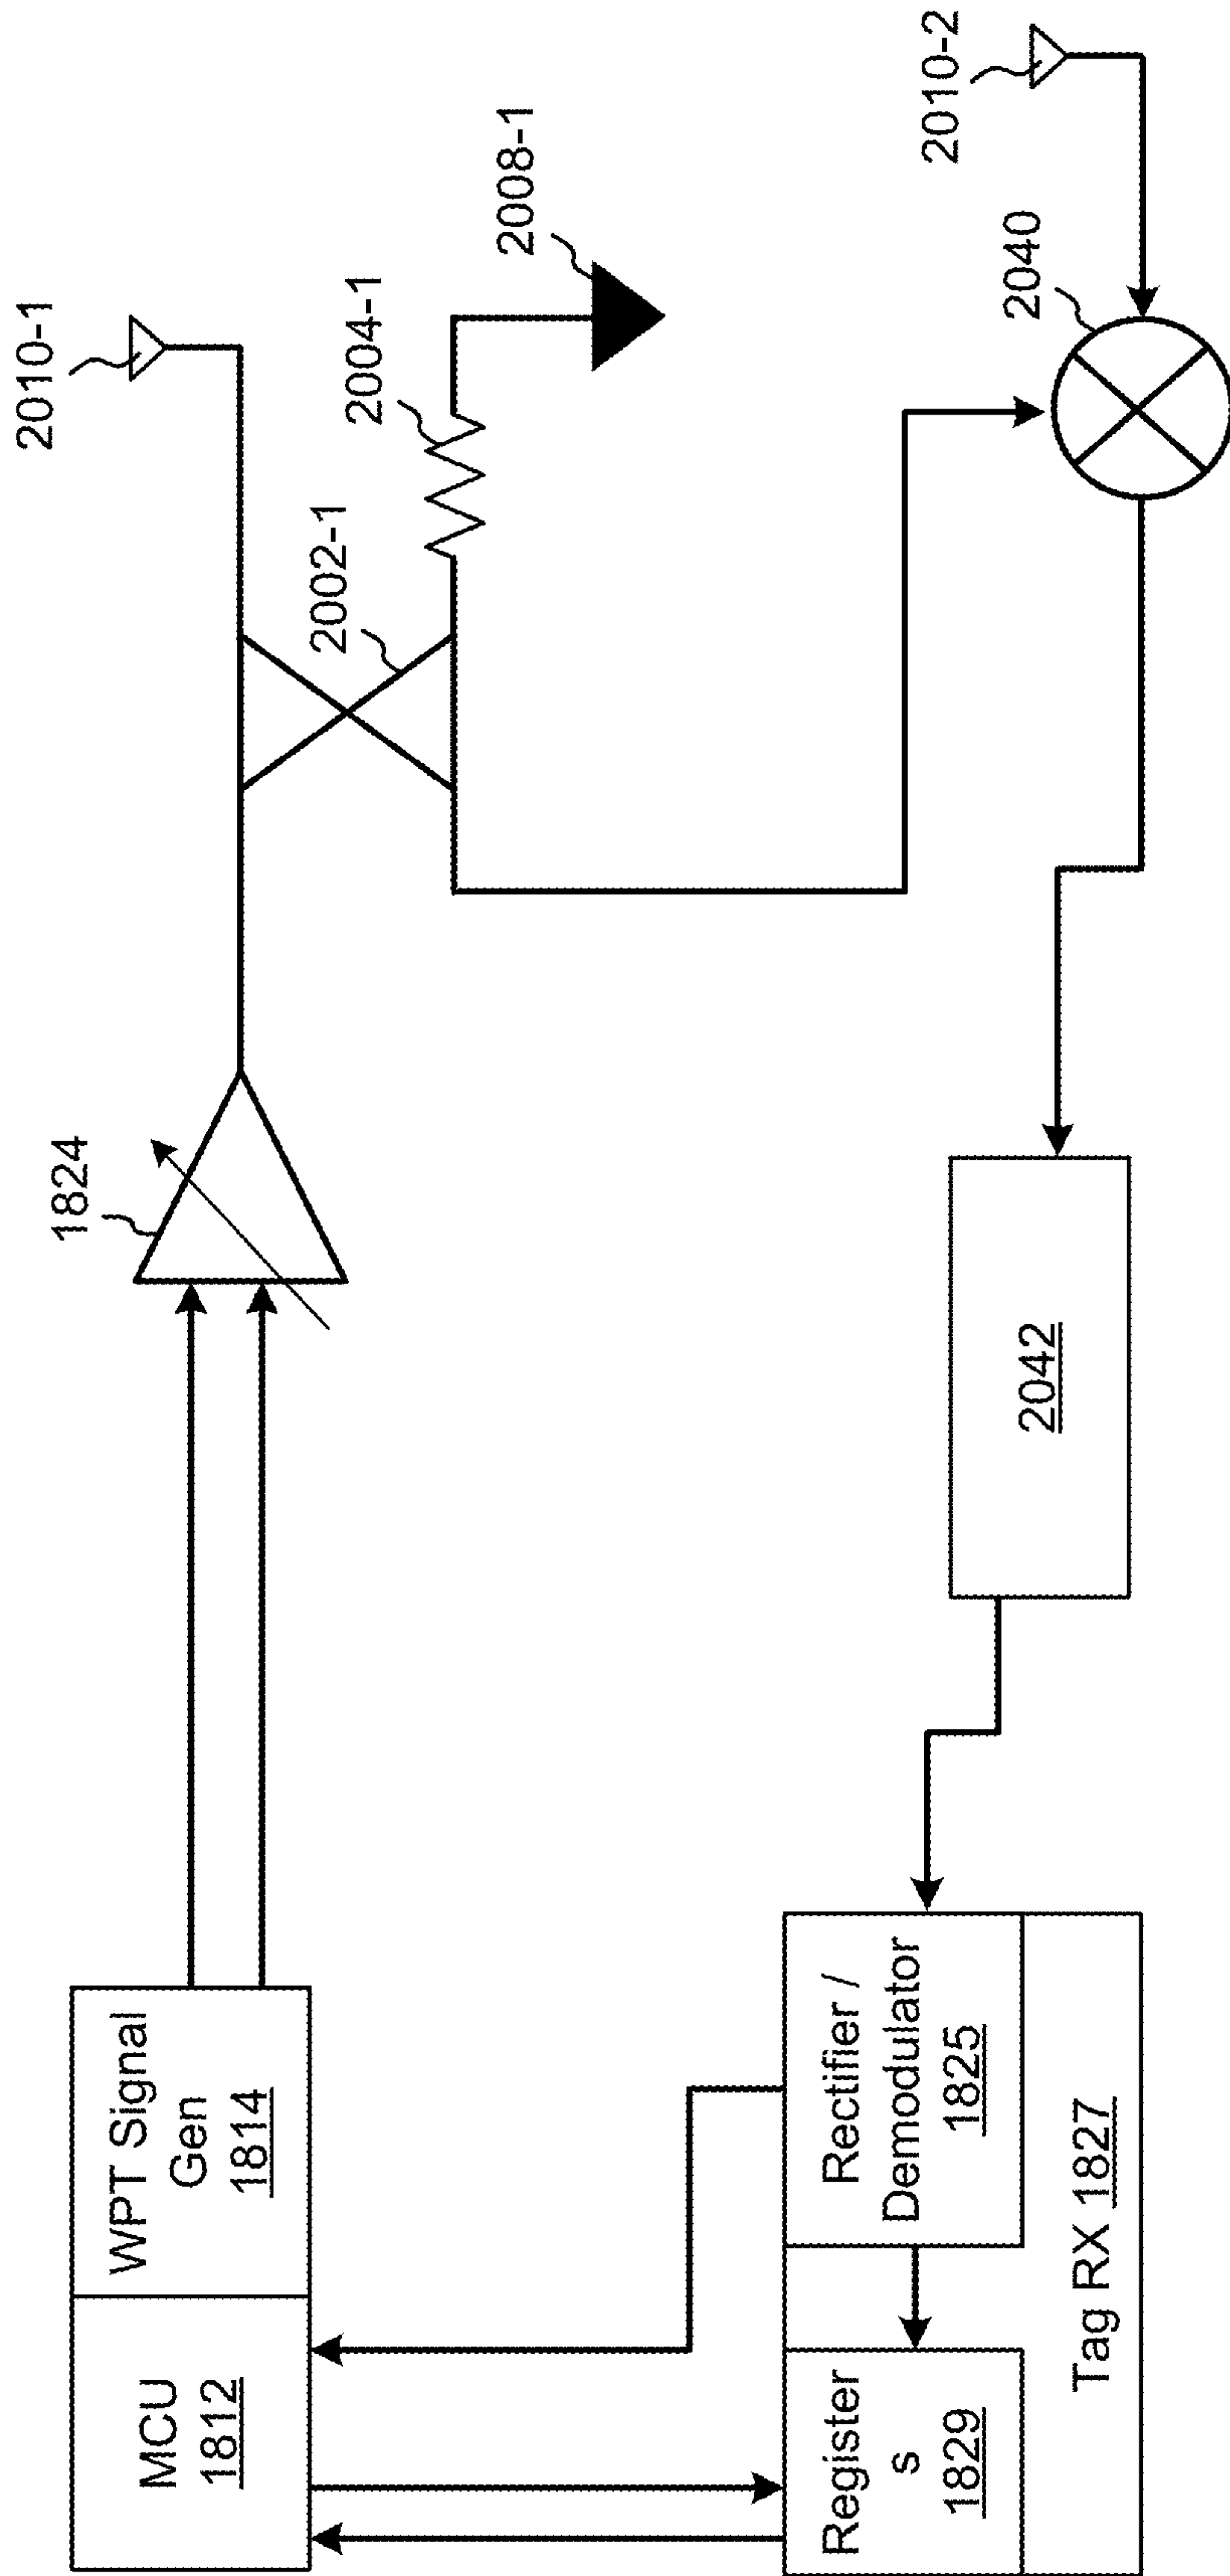 MCU
1812
WPT Signal
Gen
1814
1824
2010-1
2002-1
2004-1
2008-1
Register
s
1829
Rectifier /
Demodulator
1825
Tag RX 1827
2042
2040
2010-2